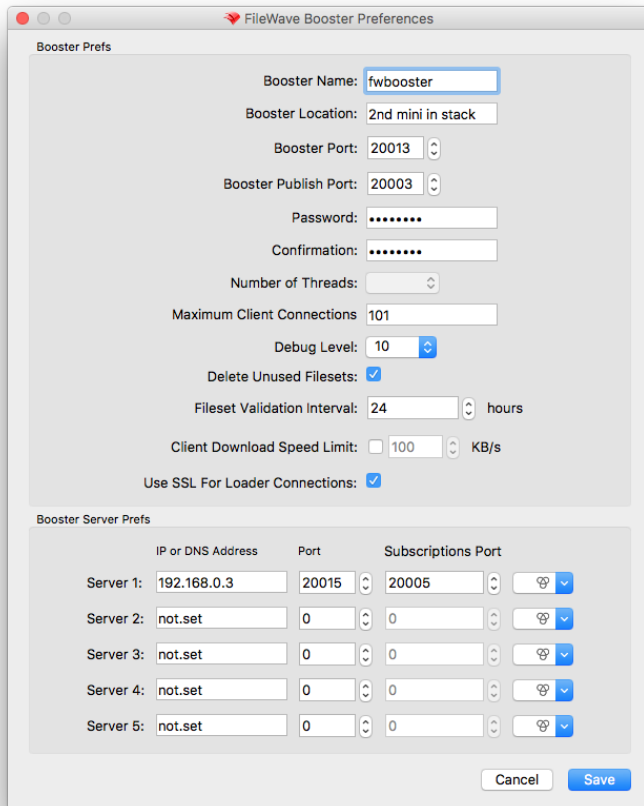 FileWave Booster Preferences
Booster Prefs
Booster Name: fwbooster
Booster Location: 2nd mini in stack
Booster Port: 20013
Booster Publish Port: 20003
Password: ••••••••
Confirmation: ••••••••
Number of Threads:
Maximum Client Connections 101
Debug Level: 10
Delete Unused Filesets:
Fileset Validation Interval: 24 hours
Client Download Speed Limit: 100 KB/s
Use SSL For Loader Connections:
Booster Server Prefs
IP or DNS Address Port Subscriptions Port
Server 1: 192.168.0.3 20015 20005
Server 2: not.set 0 0
Server 3: not.set 0 0
Server 4: not.set 0 0
Server 5: not.set 0 0
Cancel Save